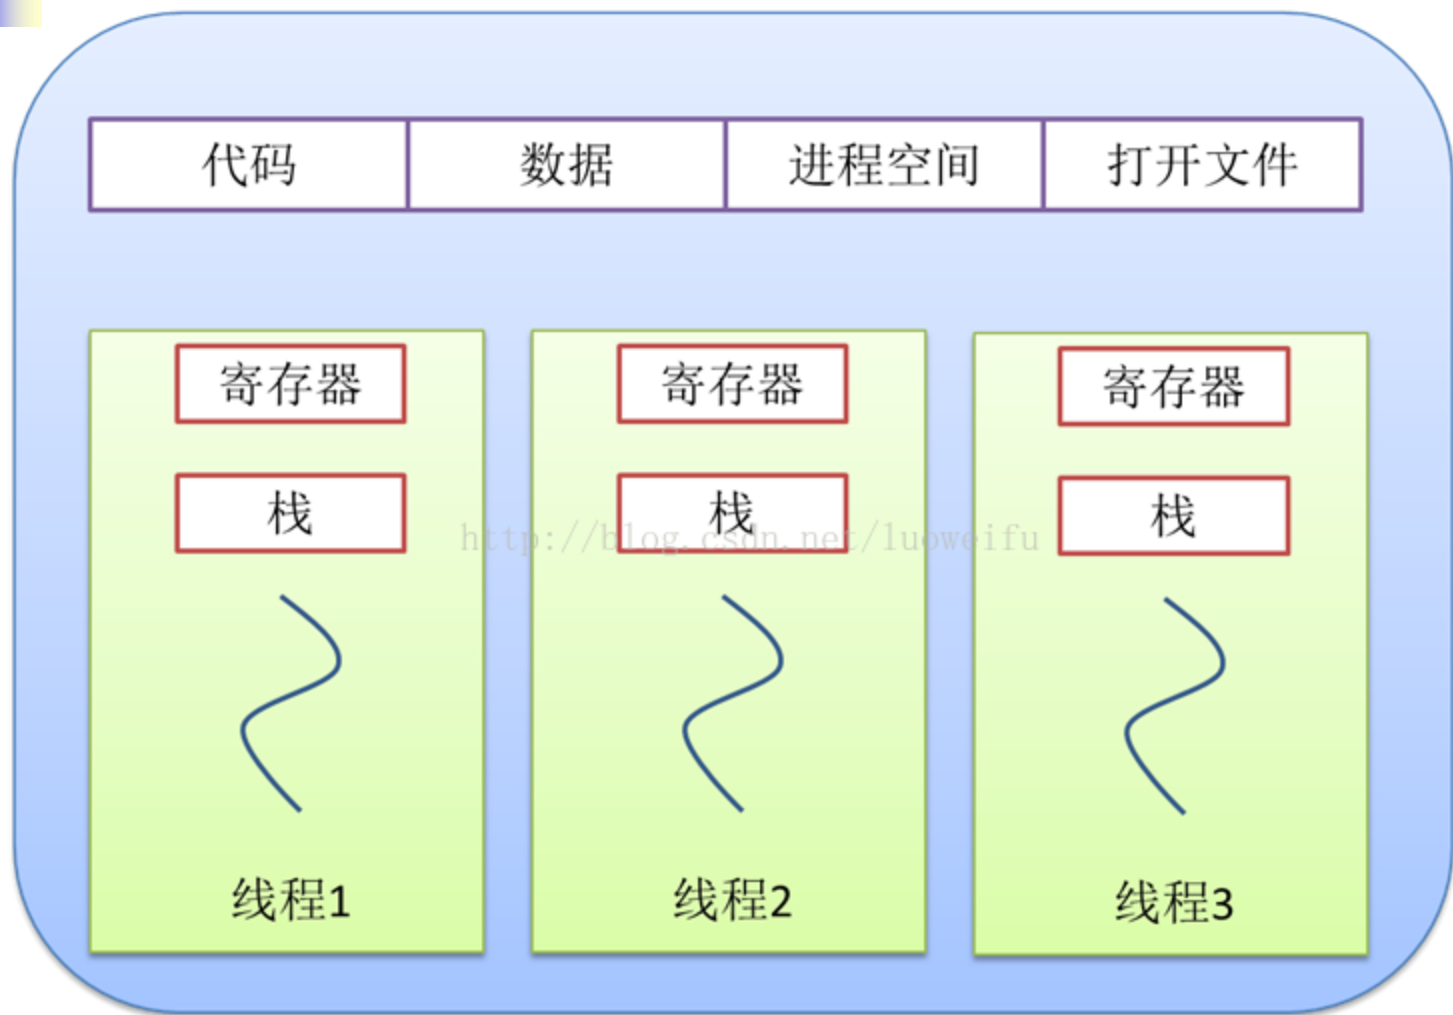 代码 数据 进程空间 打开文件
寄存器 寄存器 寄存器
栈 栈 栈
http://blog.csdn.net/luoweifu
线程1 线程2 线程3